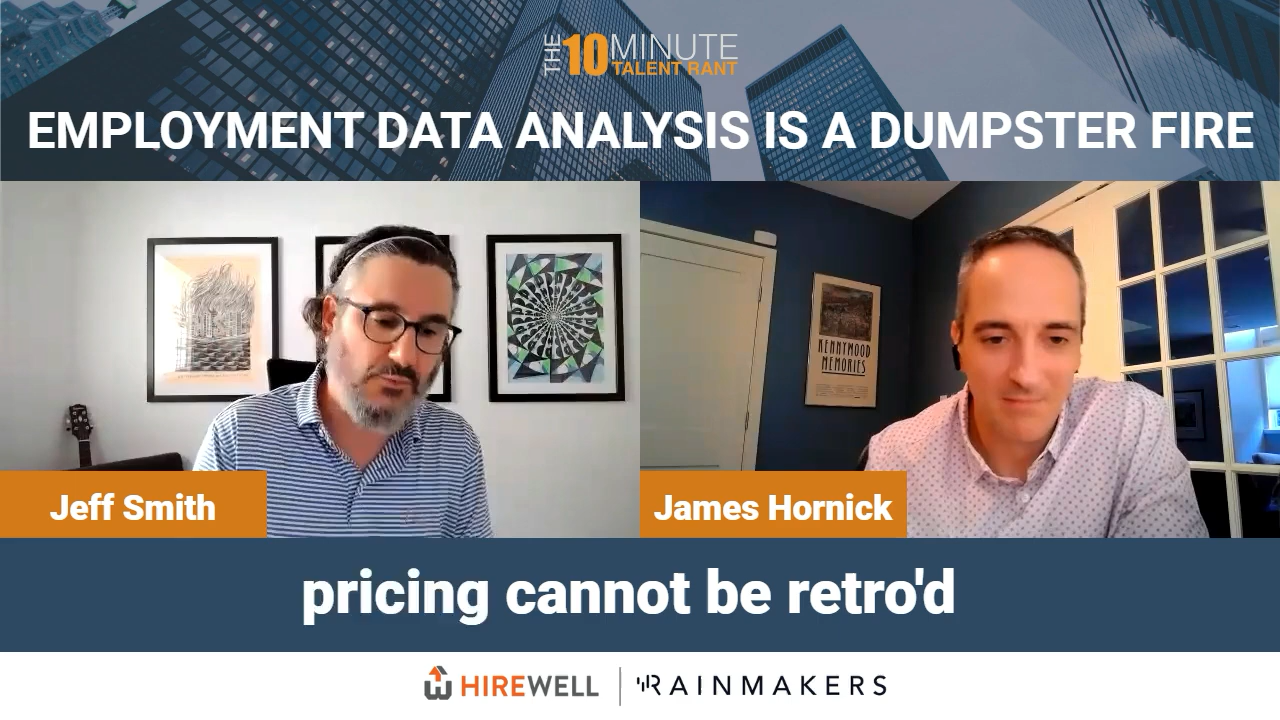 THE 10 MINUTE
TALENT RANT
EMPLOYMENT DATA ANALYSIS IS A DUMPSTER FIRE
KENNYWOOD
MEMORIES
Jeff Smith
James Hornick
pricing cannot be retro'd
HIREWELL
RAINMAKERS